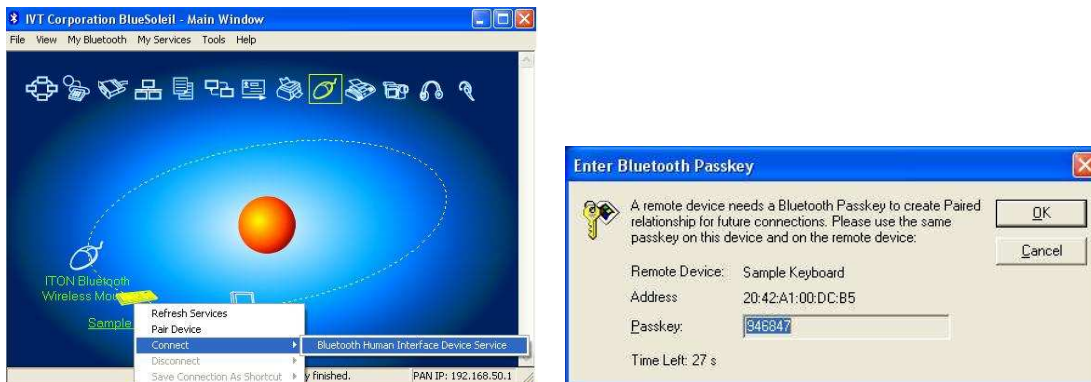 IVT Corporation BlueSoleil - Main Window
File View My Bluetooth My Services Tools Help
ITON Bluetooth
Wireless
Sample
Refresh Services
Pair Device
Connect
Bluetooth Human Interface Device Service
Disconnect
Save Connection As Shortcut
finished.
PAN IP: 192.168.50.1
Enter Bluetooth Passkey
A remote device needs a Bluetooth Passkey to create Paired
relationship for future connections. Please use the same
passkey on this device and on the remote device:
OK
Cancel
Remote Device: Sample Keyboard
Address 20:42:A1:00:DC:B5
Passkey: 946847
Time Left: 27 s